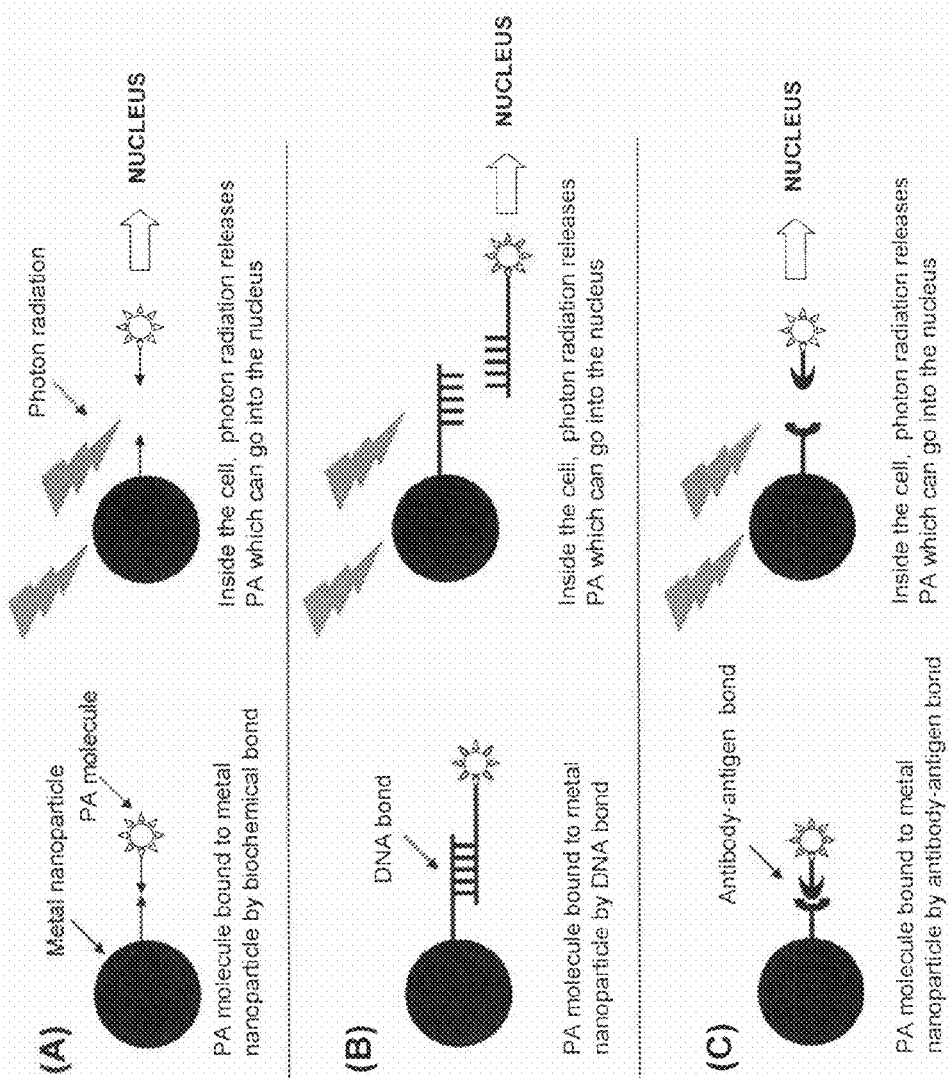 (A)
Metal nanoparticle
PA molecule
PA molecule bound to metal
nanoparticle by biochemical bond
Photon radiation
NUCLEUS
Inside the cell, photon radiation releases
PA which can go into the nucleus
(B)
DNA bond
PA molecule bound to metal
nanoparticle by DNA bond
NUCLEUS
Inside the cell, photon radiation releases
PA which can go into the nucleus
(C)
Antibody-antigen bond
PA molecule bound to metal
nanoparticle by antibody-antigen bond
NUCLEUS
Inside the cell, photon radiation releases
PA which can go into the nucleus